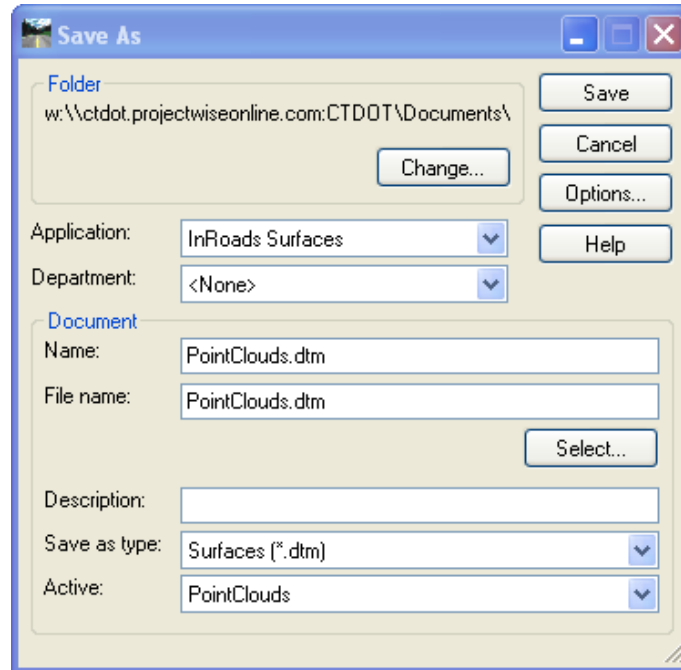 Save As
Folder
w:\\ctdot.projectwiseonline.com:CTDOT\Documents\
Change...
Save
Cancel
Options...
Help
Application: InRoads Surfaces
Department: <None>
Document
Name: PointClouds.dtm
File name: PointClouds.dtm
Select...
Description:
Save as type: Surfaces (*.dtm)
Active: PointClouds